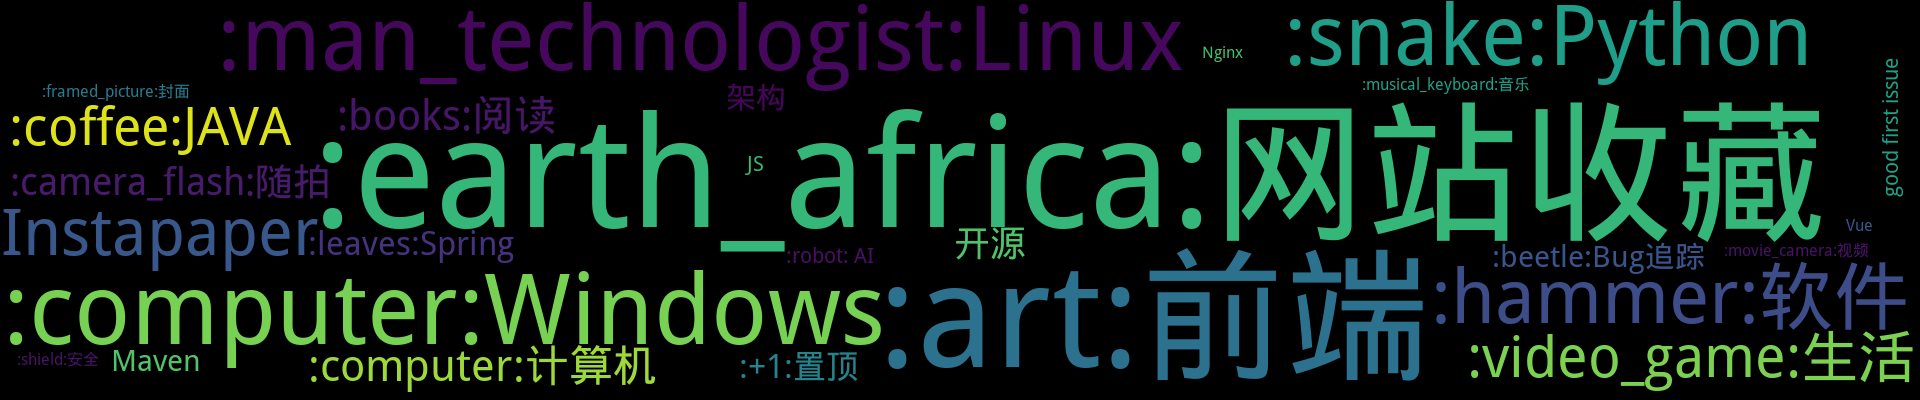 :man_technologist:Linux
:snake:Python
Nginx
:framed_picture:封面
:musical_keyboard:音乐
good first issue
:coffee:JAVA
:books:阅读
架构
:earth_africa:网站收藏
JS
:camera_flash:随拍
Instapaper
:leaves:Spring
:robot: AI
开源
Vue
:beetle:Bug追踪
:movie_camera:视频
:computer:Windows
:art:前端
:hammer:软件
:shield:安全
Maven
:computer:计算机
:+1:置顶
:video_game:生活